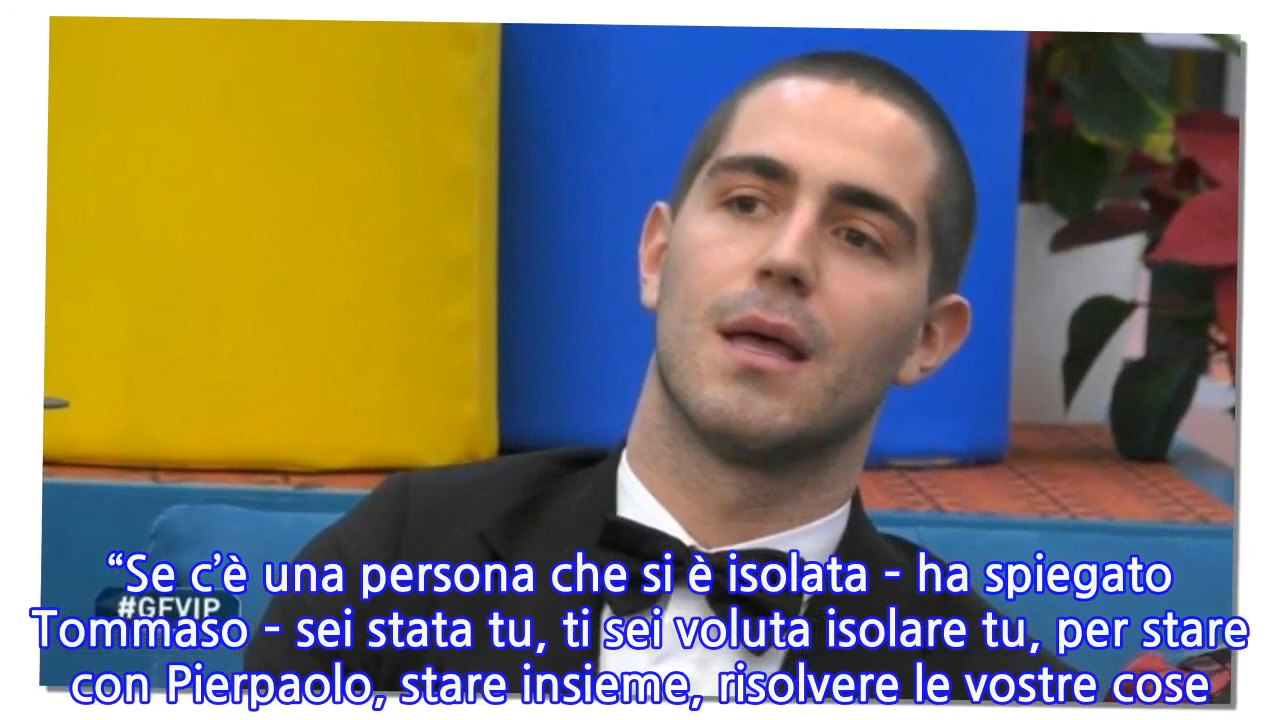 “Se c’è una persona che si è isolata - ha spiegato
#GFVIP
Tommaso - sei stata tu, ti sei voluta isolare tu, per stare
con Pierpaolo, stare insieme, risolvere le vostre cose